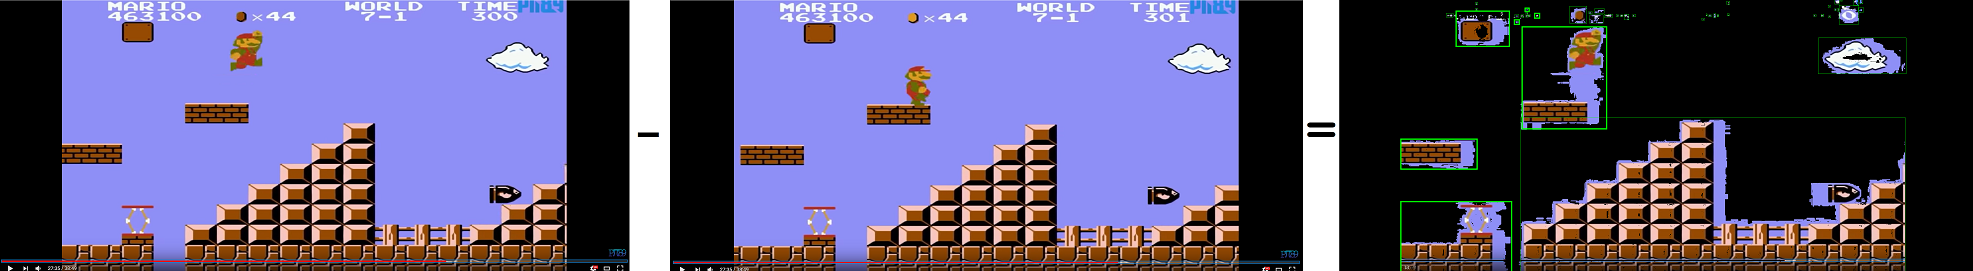 MARIO WORLD TIME
463100 ×44 7-1 300
MARIO WORLD TIME
463100 ×44 7-1 301